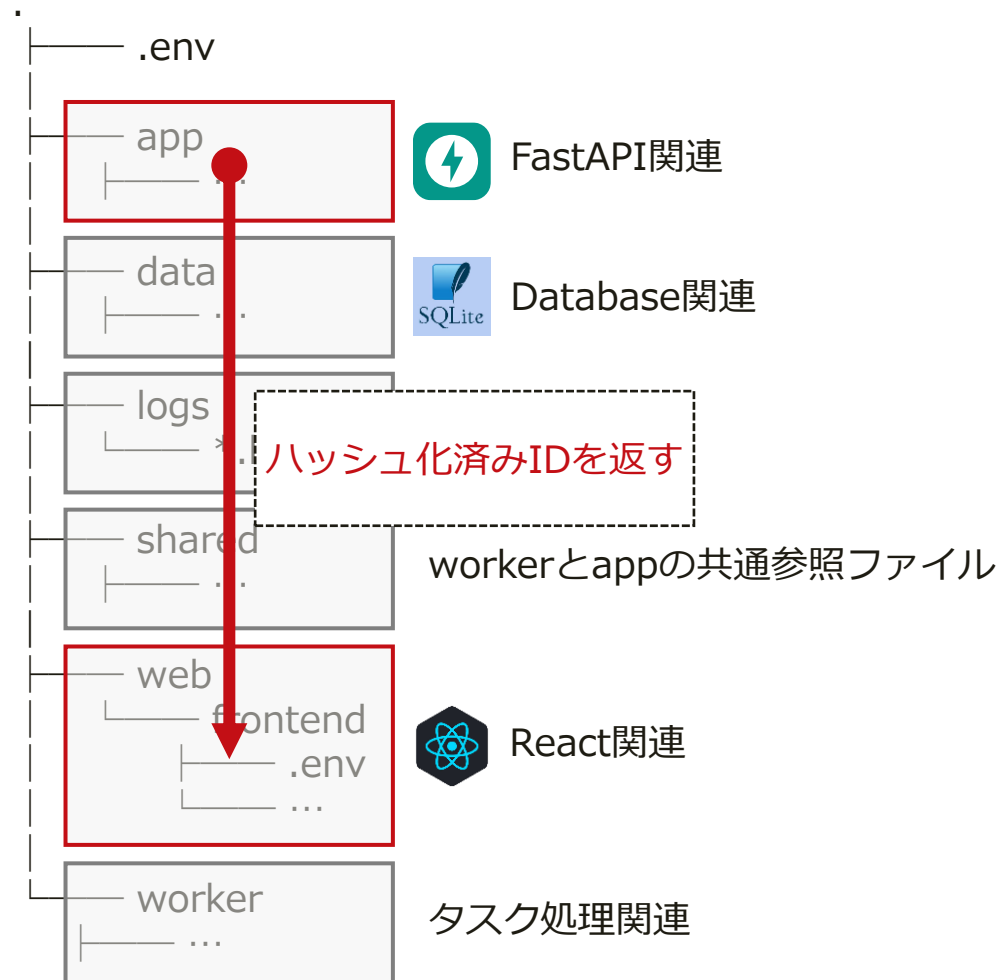 .
.env
app
...
FastAPI関連
data
...
SQLite
Database関連
logs
ハッシュ化済みIDを返す
shared
...
workerとappの共通参照ファイル
web
frontend
.env
...
React関連
worker
...
タスク処理関連